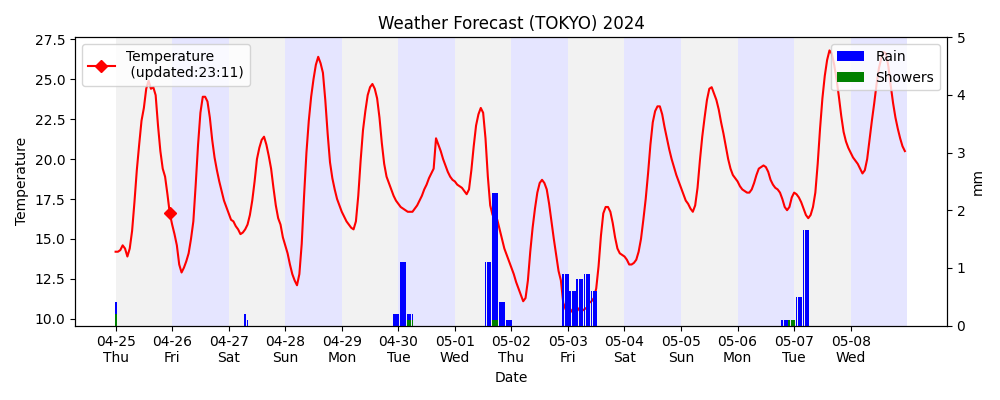 Weather Forecast (TOKYO) 2024
27.5
25.0
22.5
20.0
17.5
15.0
12.5
10.0
Temperature
5
4
3
2
1
0
mm
Temperature
(updated:23:11)
Rain
Showers
04-25 04-26 04-27 04-28 04-29 04-30 05-01 05-02 05-03 05-04 05-05 05-06 05-07 05-08
Thu Fri Sat Sun Mon Tue Wed Thu Fri Sat Sun Mon Tue Wed
Date